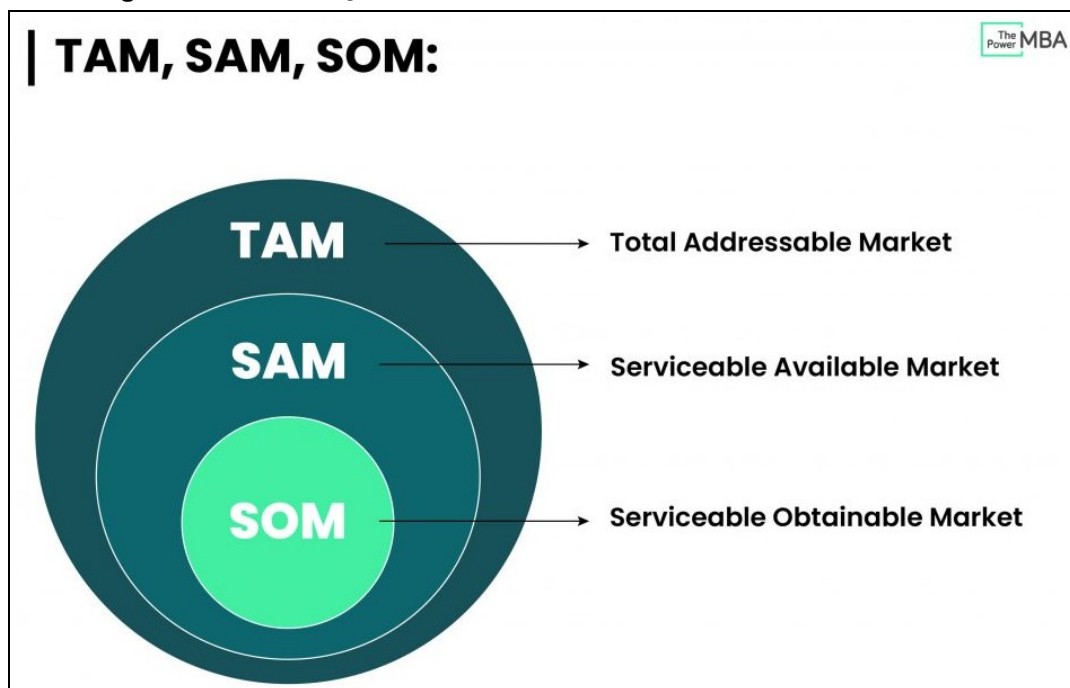 TAM, SAM, SOM:
The
Power MBA
TAM
Total Addressable Market
SAM
Serviceable Available Market
SOM
Serviceable Obtainable Market